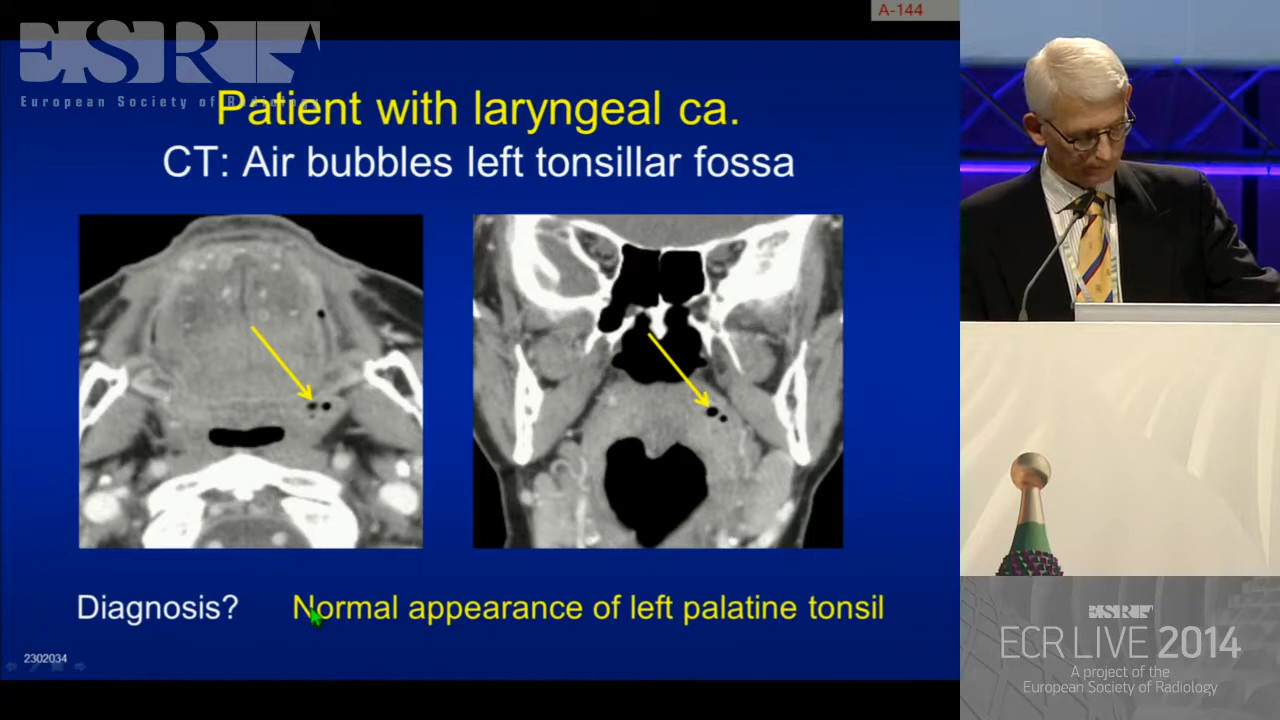 A-144
ESR
European Society of Radiology
Patient with laryngeal ca.
CT: Air bubbles left tonsillar fossa
Diagnosis? Normal appearance of left palatine tonsil
2302034
ESR
ECR LIVE 2014
A project of the
European Society of Radiology